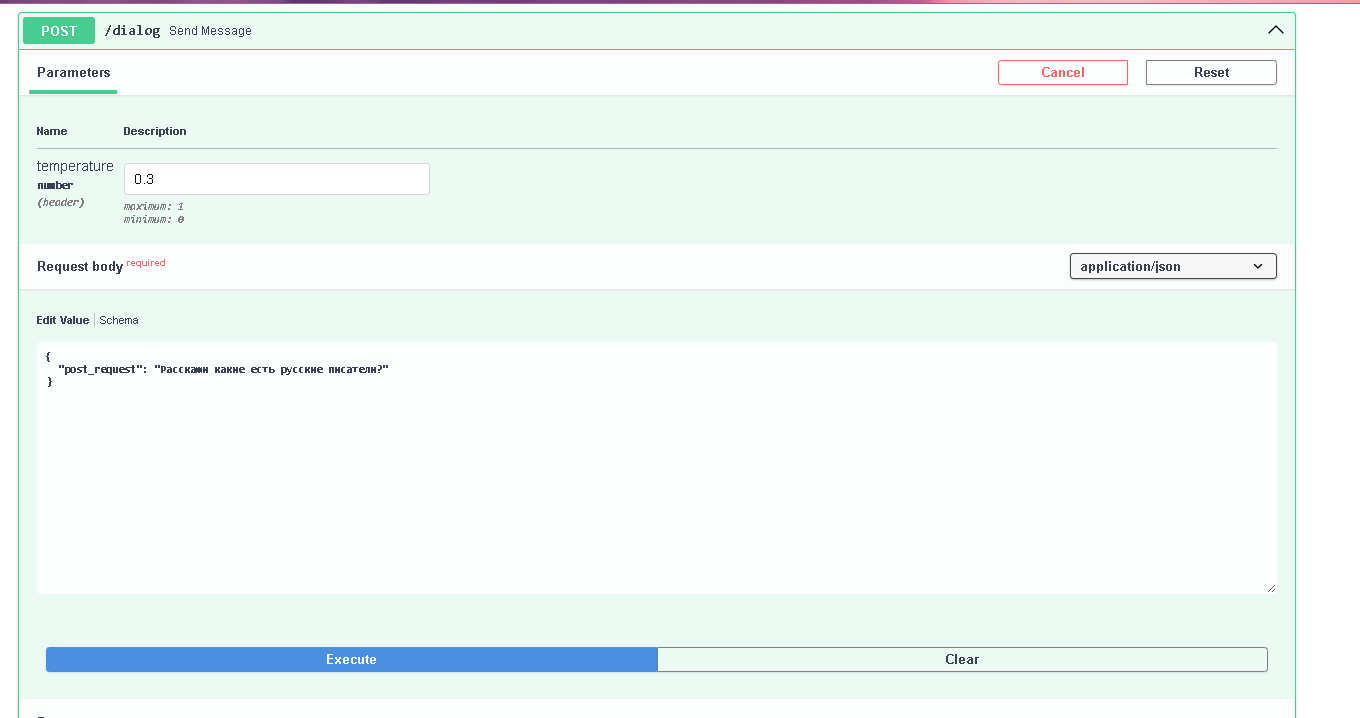 POST /dialog Send Message
Parameters
Cancel
Reset
Name Description
temperature
number
(header)
0.3
maximum: 1
minimum: 0
Request body required
application/json
Edit Value Schema
{
"post_request": "Расскажи какие есть русские писатели?"
}
Execute
Clear